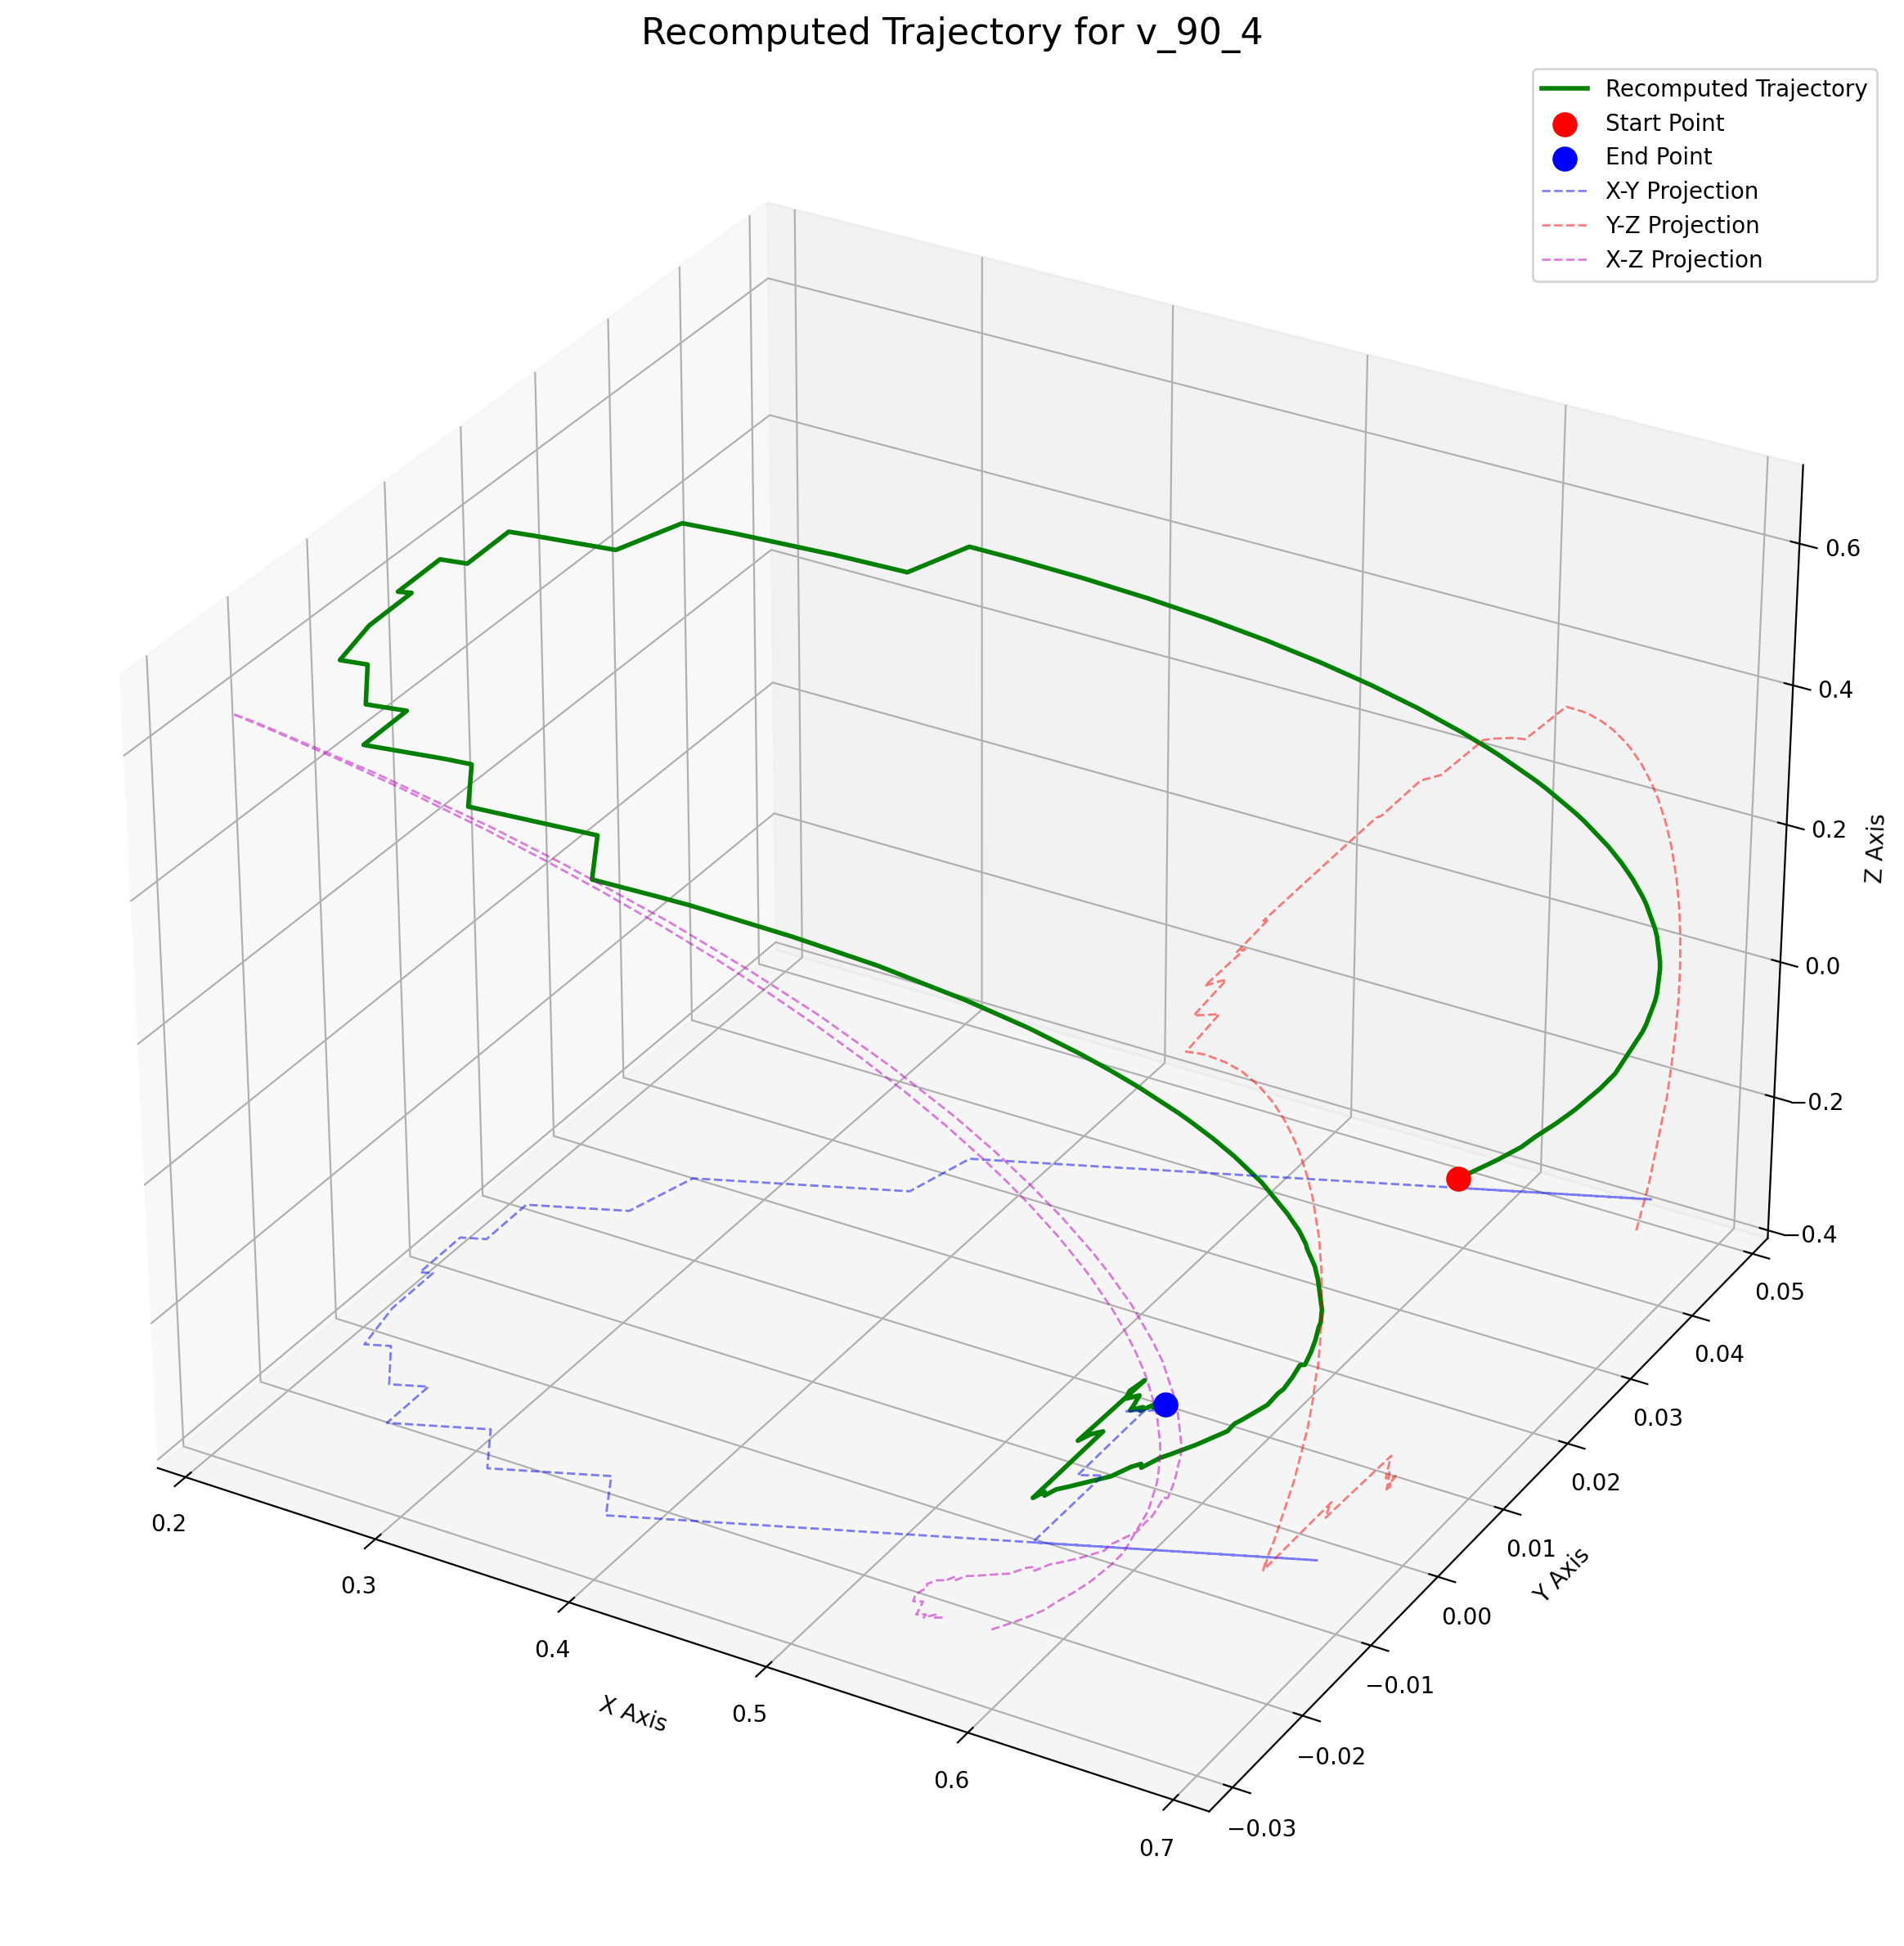 Recomputed Trajectory for v_90_4
Recomputed Trajectory
Start Point
End Point
X-Y Projection
Y-Z Projection
X-Z Projection
0.6
0.4
0.2
0.0
−0.2
−0.4
Z Axis
0.05
0.04
0.03
0.02
0.01
0.00
−0.01
−0.02
−0.03
Y Axis
0.2
0.3
0.4
0.5
0.6
0.7
X Axis